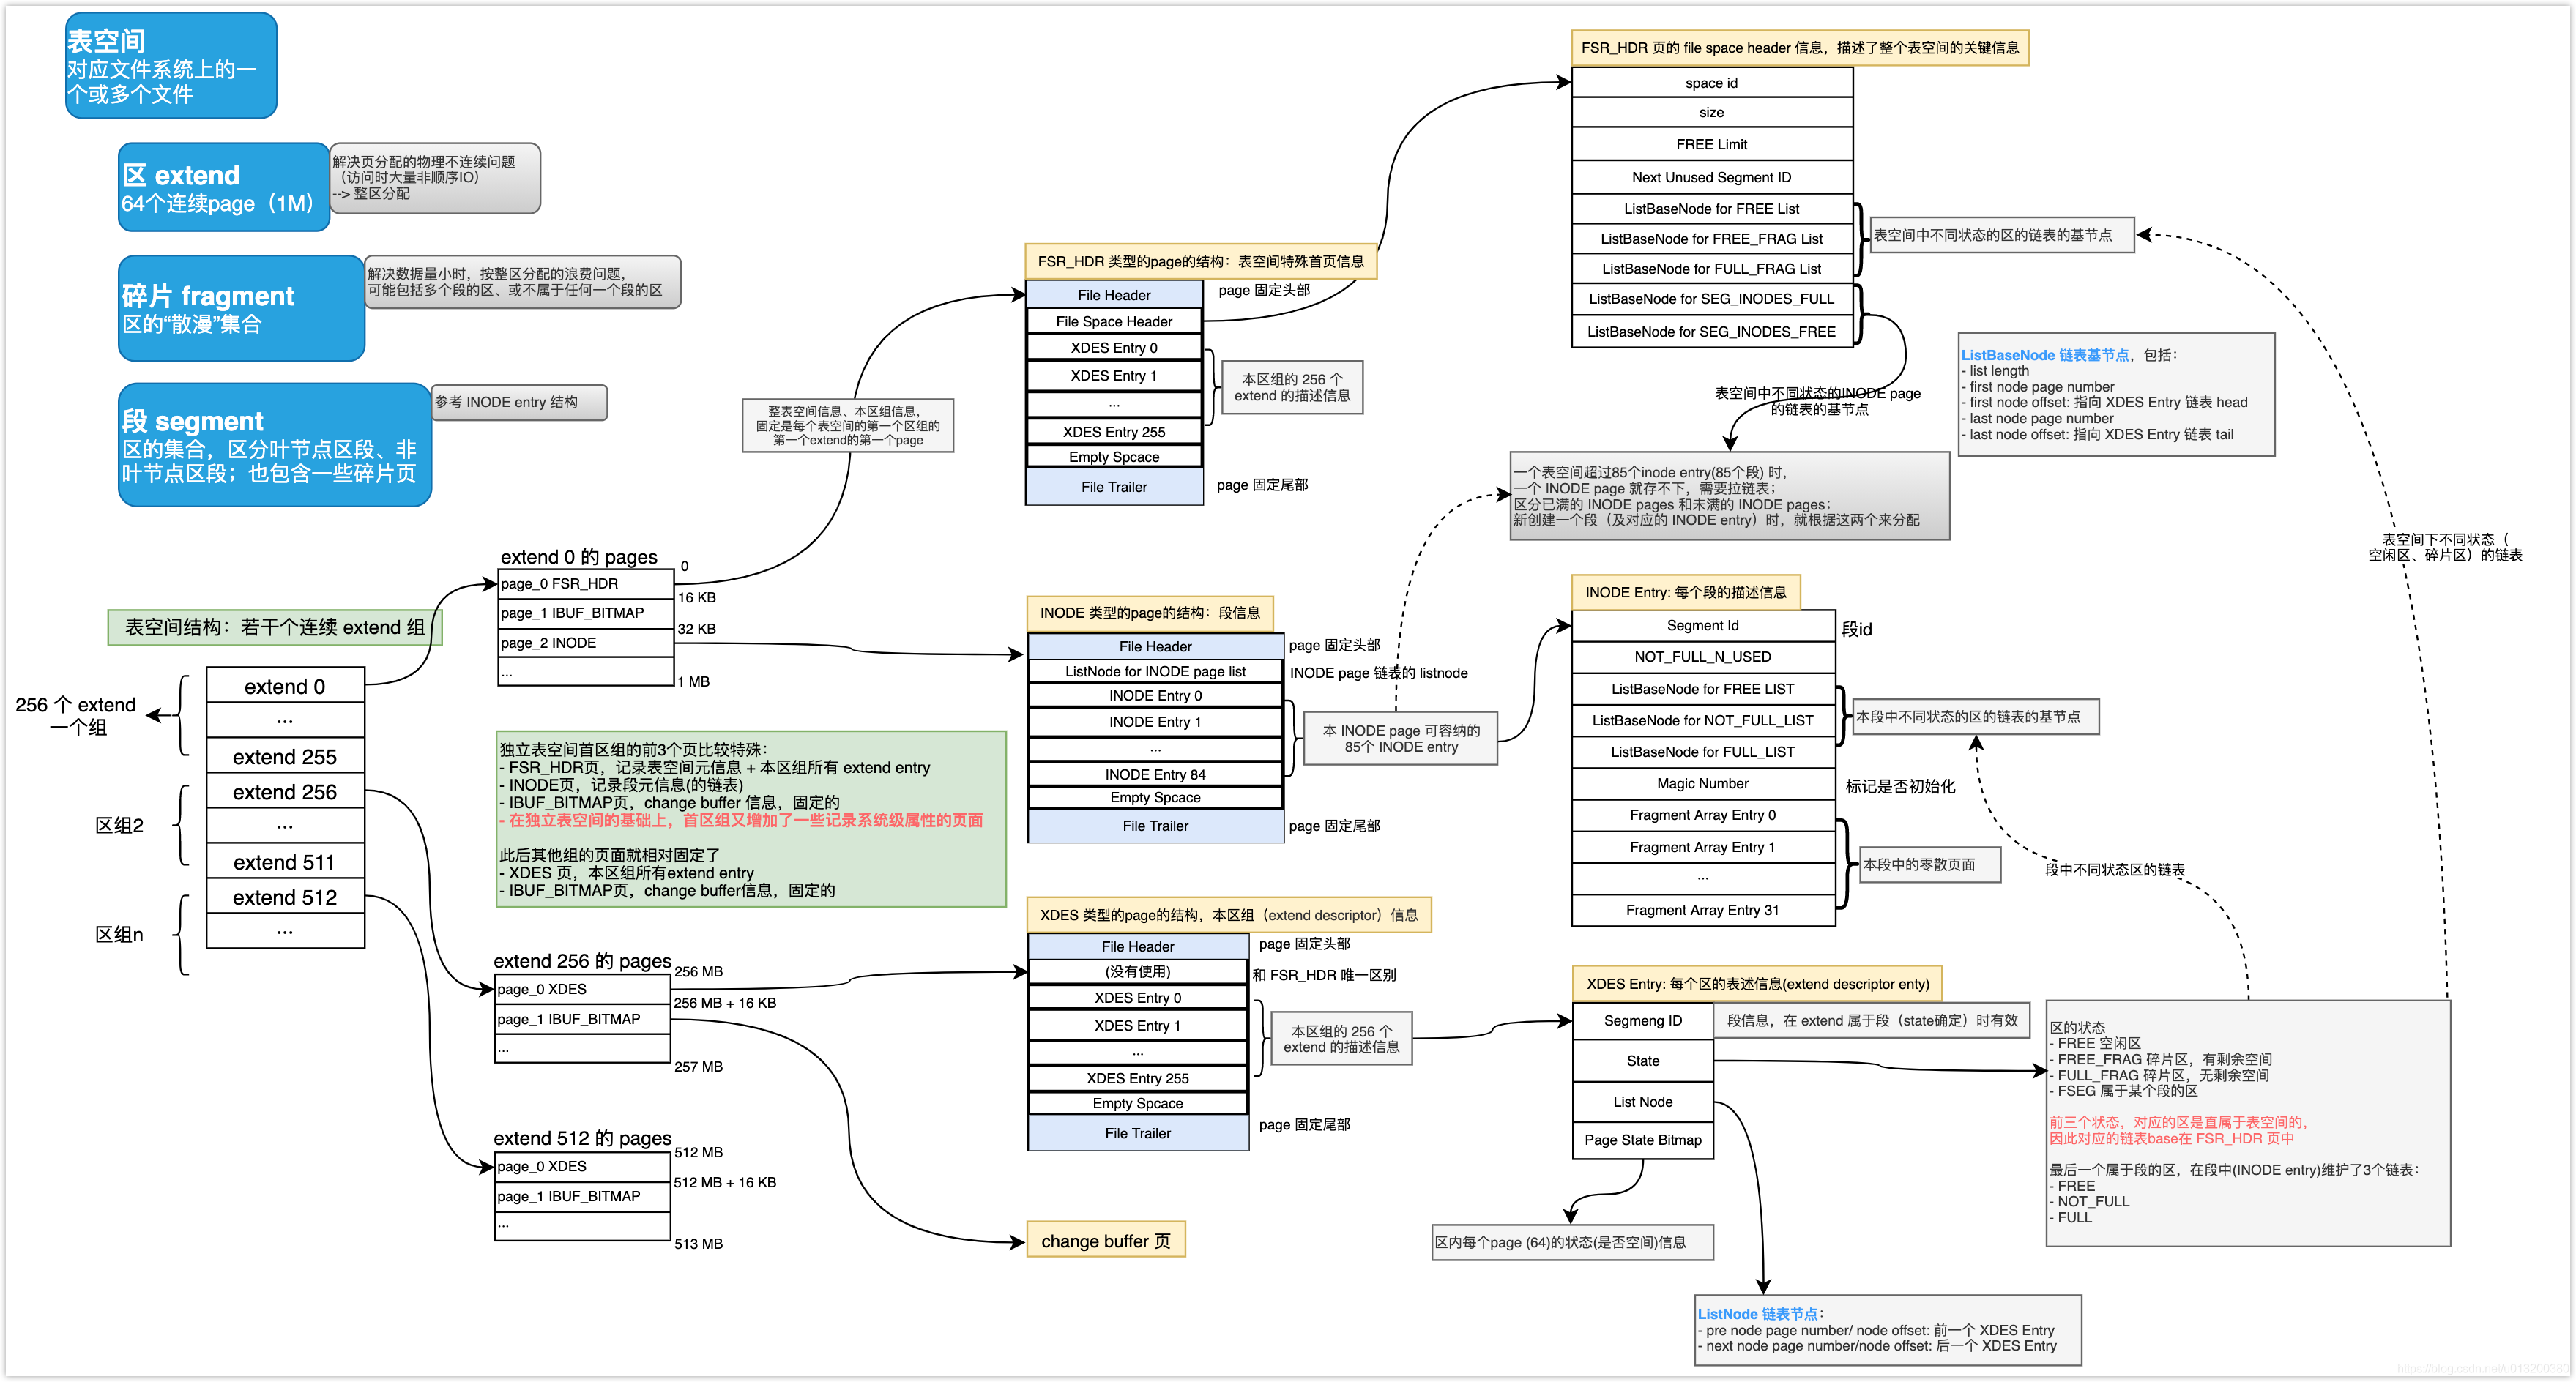 表空间
对应文件系统上的一
个或多个文件
区 extend
64个连续page（1M）
解决页分配的物理不连续问题
（访问时大量非顺序IO）
--> 整区分配
碎片 fragment
区的“散漫”集合
解决数据量小时，按整区分配的浪费问题，
可能包括多个段的区、或不属于任何一个段的区
段 segment
区的集合，区分叶节点区段、非
叶节点区段；也包含一些碎片页
参考 INODE entry 结构
表空间结构：若干个连续 extend 组
256 个 extend
一个组
区组2
区组n
extend 0
...
extend 255
extend 256
...
extend 511
extend 512
...
extend 0 的 pages
page_0 FSR_HDR
page_1 IBUF_BITMAP
page_2 INODE
...
0
16 KB
32 KB
1 MB
独立表空间首区组的前3个页比较特殊：
- FSR_HDR页，记录表空间元信息 + 本区组所有 extend entry
- INODE页，记录段元信息(的链表)
- IBUF_BITMAP页，change buffer 信息，固定的
- 在独立表空间的基础上，首区组又增加了一些记录系统级属性的页面
此后其他组的页面就相对固定了
- XDES 页，本区组所有extend entry
- IBUF_BITMAP页，change buffer信息，固定的
extend 256 的 pages
page_0 XDES
page_1 IBUF_BITMAP
...
256 MB
256 MB + 16 KB
257 MB
extend 512 的 pages
page_0 XDES
page_1 IBUF_BITMAP
...
512 MB
512 MB + 16 KB
513 MB
整表空间信息、本区组信息，
固定是每个表空间的第一个区组的
第一个extend的第一个page
FSR_HDR 类型的page的结构：表空间特殊首页信息
File Header
File Space Header
XDES Entry 0
XDES Entry 1
...
XDES Entry 255
Empty Spcace
File Trailer
page 固定头部
本区组的 256 个
extend 的描述信息
page 固定尾部
INODE 类型的page的结构：段信息
File Header
ListNode for INODE page list
INODE Entry 0
INODE Entry 1
...
INODE Entry 84
Empty Spcace
File Trailer
page 固定头部
INODE page 链表的 listnode
本 INODE page 可容纳的
85个 INODE entry
page 固定尾部
XDES 类型的page的结构，本区组（extend descriptor）信息
File Header
(没有使用)
XDES Entry 0
XDES Entry 1
...
XDES Entry 255
Empty Spcace
File Trailer
page 固定头部
和 FSR_HDR 唯一区别
本区组的 256 个
extend 的描述信息
page 固定尾部
change buffer 页
FSR_HDR 页的 file space header 信息，描述了整个表空间的关键信息
space id
size
FREE Limit
Next Unused Segment ID
ListBaseNode for FREE List
ListBaseNode for FREE_FRAG List
ListBaseNode for FULL_FRAG List
ListBaseNode for SEG_INODES_FULL
ListBaseNode for SEG_INODES_FREE
表空间中不同状态的区的链表的基节点
表空间中不同状态的INODE page
的链表的基节点
ListBaseNode 链表基节点，包括：
- list length
- first node page number
- first node offset: 指向 XDES Entry 链表 head
- last node page number
- last node offset: 指向 XDES Entry 链表 tail
一个表空间超过85个inode entry(85个段) 时，
一个 INODE page 就存不下，需要拉链表；
区分已满的 INODE pages 和未满的 INODE pages；
新创建一个段（及对应的 INODE entry）时，就根据这两个来分配
表空间下不同状态（
空闲区、碎片区）的链表
INODE Entry: 每个段的描述信息
Segment Id
NOT_FULL_N_USED
ListBaseNode for FREE LIST
ListBaseNode for NOT_FULL_LIST
ListBaseNode for FULL_LIST
Magic Number
Fragment Array Entry 0
Fragment Array Entry 1
...
Fragment Array Entry 31
段id
本段中不同状态的区的链表的基节点
标记是否初始化
本段中的零散页面
段中不同状态区的链表
XDES Entry: 每个区的表述信息(extend descriptor enty)
Segmeng ID
State
List Node
Page State Bitmap
段信息，在 extend 属于段（state确定）时有效
区的状态
- FREE 空闲区
- FREE_FRAG 碎片区，有剩余空间
- FULL_FRAG 碎片区，无剩余空间
- FSEG 属于某个段的区
前三个状态，对应的区是直属于表空间的，
因此对应的链表base在 FSR_HDR 页中
最后一个属于段的区，在段中(INODE entry)维护了3个链表：
- FREE
- NOT_FULL
- FULL
区内每个page (64)的状态(是否空间)信息
ListNode 链表节点：
- pre node page number/ node offset: 前一个 XDES Entry
- next node page number/node offset: 后一个 XDES Entry
https://blog.csdn.net/u013200380